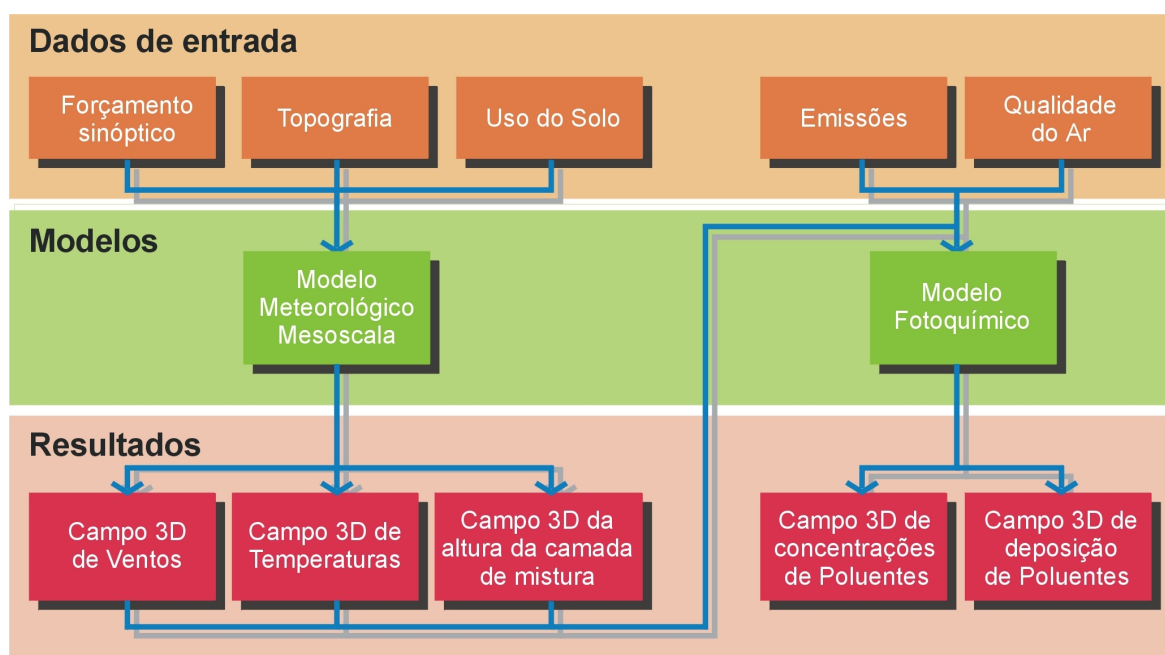 Dados de entrada
Forçamento
sinóptico
Topografia
Uso do Solo
Emissões
Qualidade
do Ar
Modelos
Modelo
Meteorológico
Mesoscala
Modelo
Fotoquímico
Resultados
Campo 3D
de Ventos
Campo 3D de
Temperaturas
Campo 3D da
altura da camada
de mistura
Campo 3D de
concentrações
de Poluentes
Campo 3D de
deposição
de Poluentes